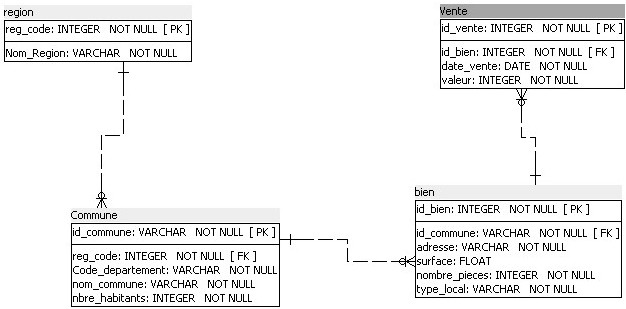 region
reg_code: INTEGER NOT NULL [ PK ]
Nom_Region: VARCHAR NOT NULL
Vente
id_vente: INTEGER NOT NULL [ PK ]
id_bien: INTEGER NOT NULL [ FK ]
date_vente: DATE NOT NULL
valeur: INTEGER NOT NULL
Commune
id_commune: VARCHAR NOT NULL [ PK ]
reg_code: INTEGER NOT NULL [ FK ]
Code_departement: VARCHAR NOT NULL
nom_commune: VARCHAR NOT NULL
nbre_habitants: INTEGER NOT NULL
bien
id_bien: INTEGER NOT NULL [ PK ]
id_commune: VARCHAR NOT NULL [ FK ]
adresse: VARCHAR NOT NULL
surface: FLOAT
nombre_pieces: INTEGER NOT NULL
type_local: VARCHAR NOT NULL